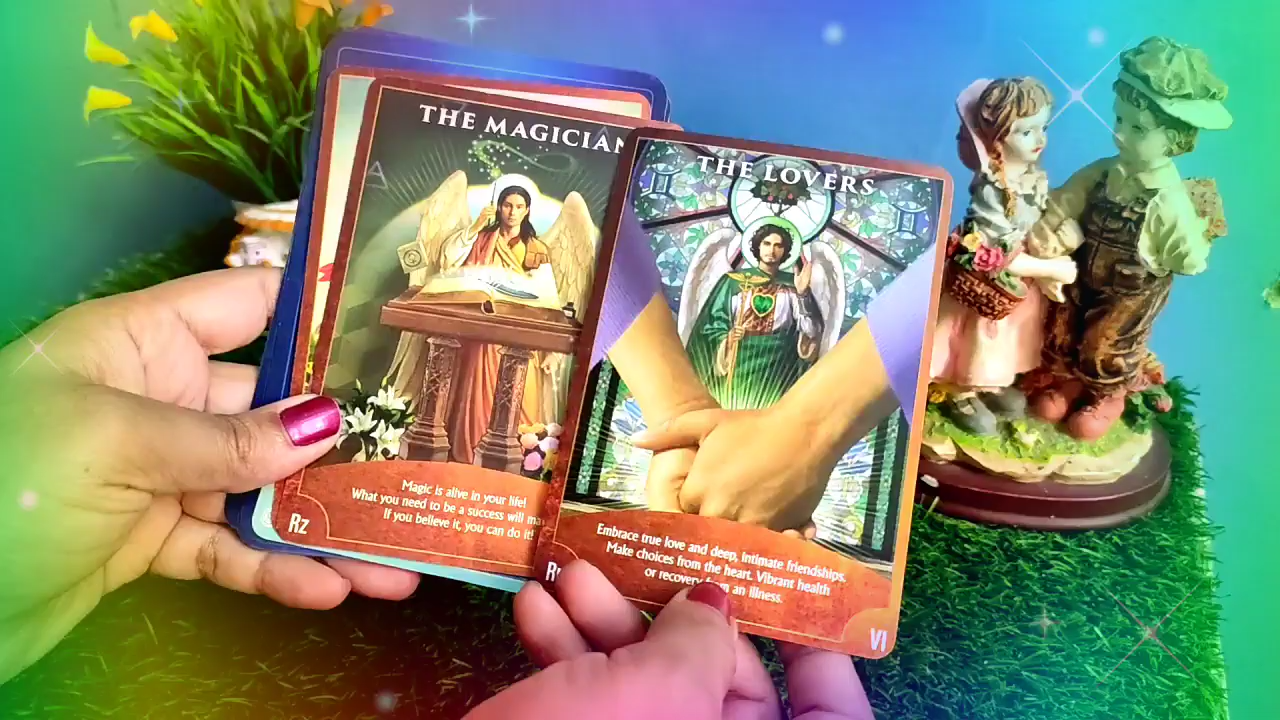 THE MAGICIAN
Magic is alive in your life!
What you need to be a success will
If you believe it, you can do it!
Rz
THE LOVERS
Embrace true love and deep, intimate friendships.
Make choices from the heart. Vibrant health
or recovery an illness.
VI